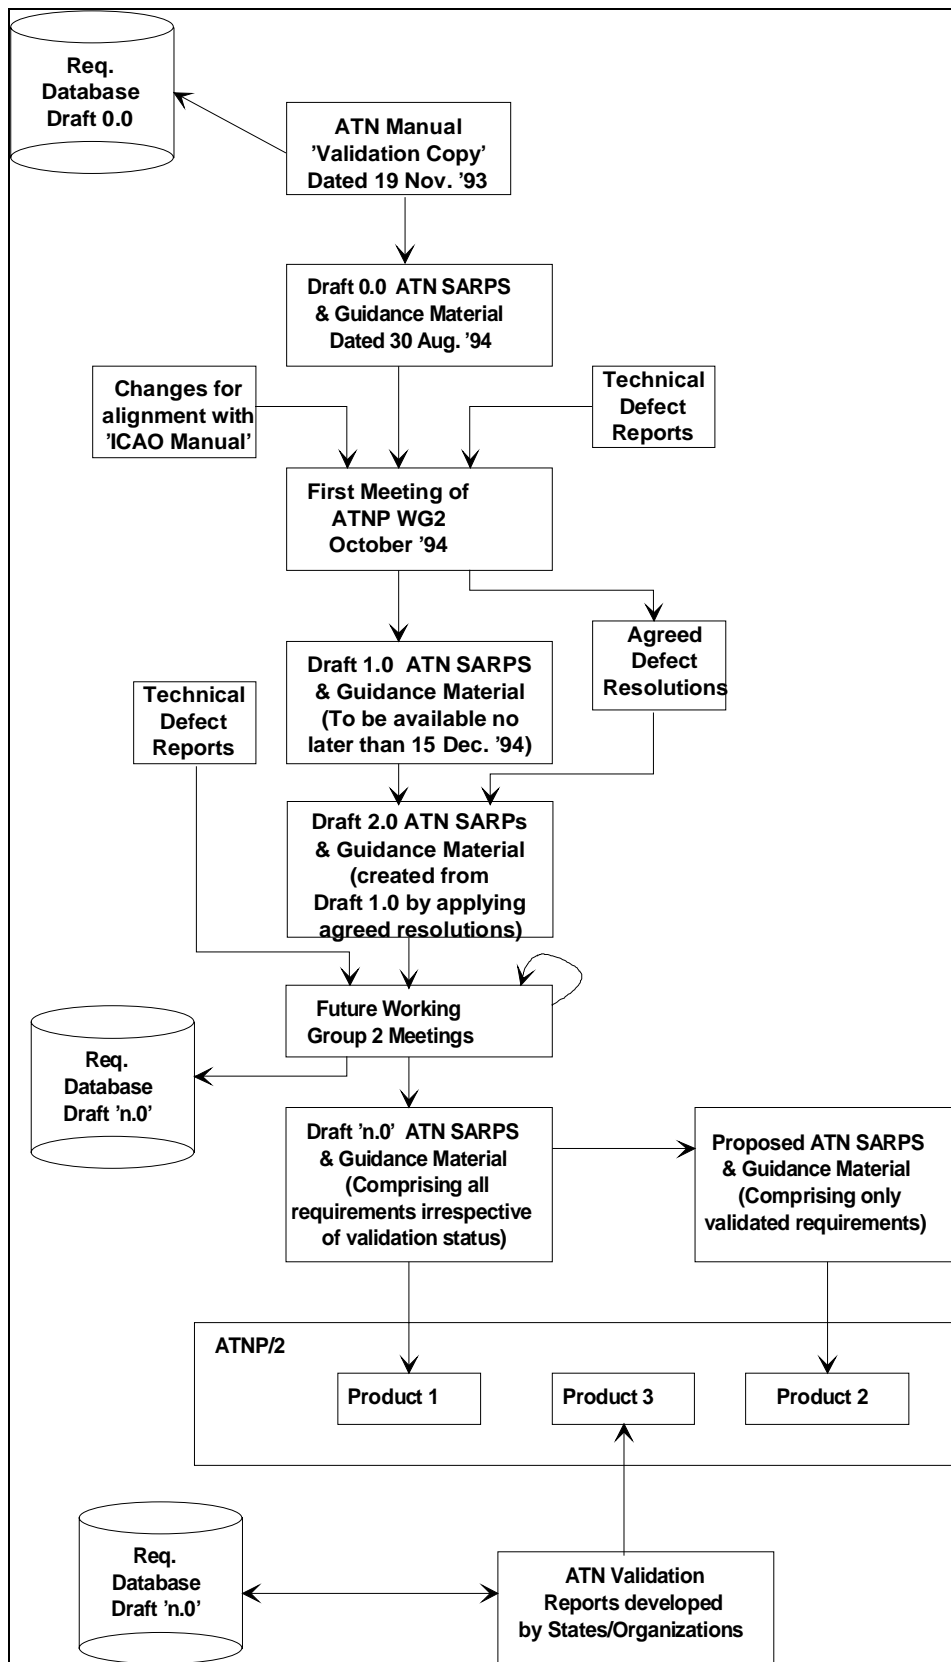 Req.
Database
Draft 0.0
ATN Manual
’Validation Copy’
Dated 19 Nov. ’93
Draft 0.0 ATN SARPS
& Guidance Material
Dated 30 Aug. ’94
Changes for
alignment with
’ICAO Manual’
Technical
Defect
Reports
First Meeting of
ATNP WG2
October ’94
Agreed
Defect
Resolutions
Draft 1.0 ATN SARPS
& Guidance Material
(To be available no
later than 15 Dec. ’94)
Technical
Defect
Reports
Draft 2.0 ATN SARPs
& Guidance Material
(created from
Draft 1.0 by applying
agreed resolutions)
Future Working
Group 2 Meetings
Req.
Database
Draft ’n.0’
Draft ’n.0’ ATN SARPS
& Guidance Material
(Comprising all
requirements irrespective
of validation status)
Proposed ATN SARPS
& Guidance Material
(Comprising only
validated requirements)
ATNP/2
Product 1
Product 3
Product 2
Req.
Database
Draft ’n.0’
ATN Validation
Reports developed
by States/Organizations